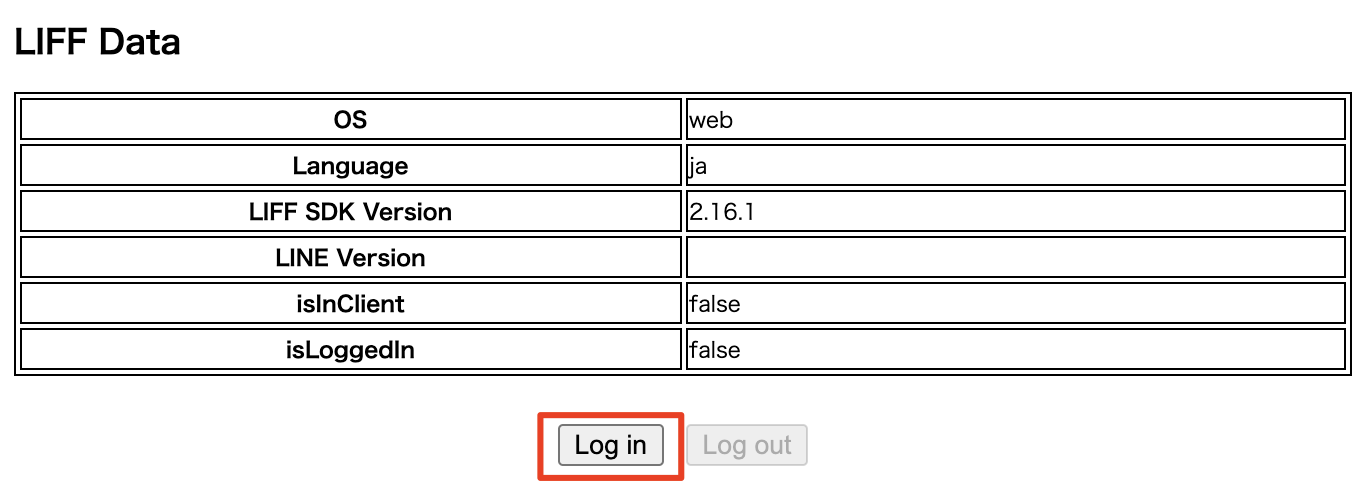 LIFF Data
OS web
Language ja
LIFF SDK Version 2.16.1
LINE Version
isInClient false
isLoggedIn false
Log in Log out